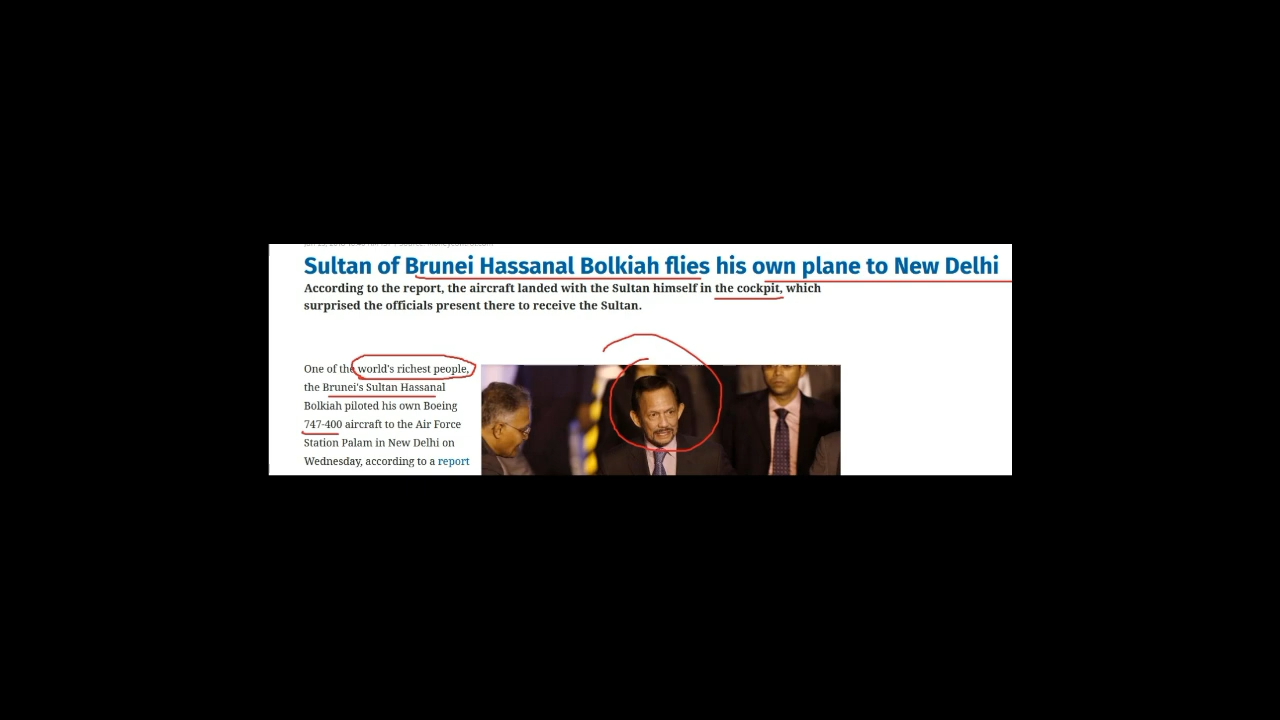 Sultan of Brunei Hassanal Bolkiah flies his own plane to New Delhi
According to the report, the aircraft landed with the Sultan himself in the cockpit, which
surprised the officials present there to receive the Sultan.
One of the world's richest people,
the Brunei's Sultan Hassanal
Bolkiah piloted his own Boeing
747-400 aircraft to the Air Force
Station Palam in New Delhi on
Wednesday, according to a report